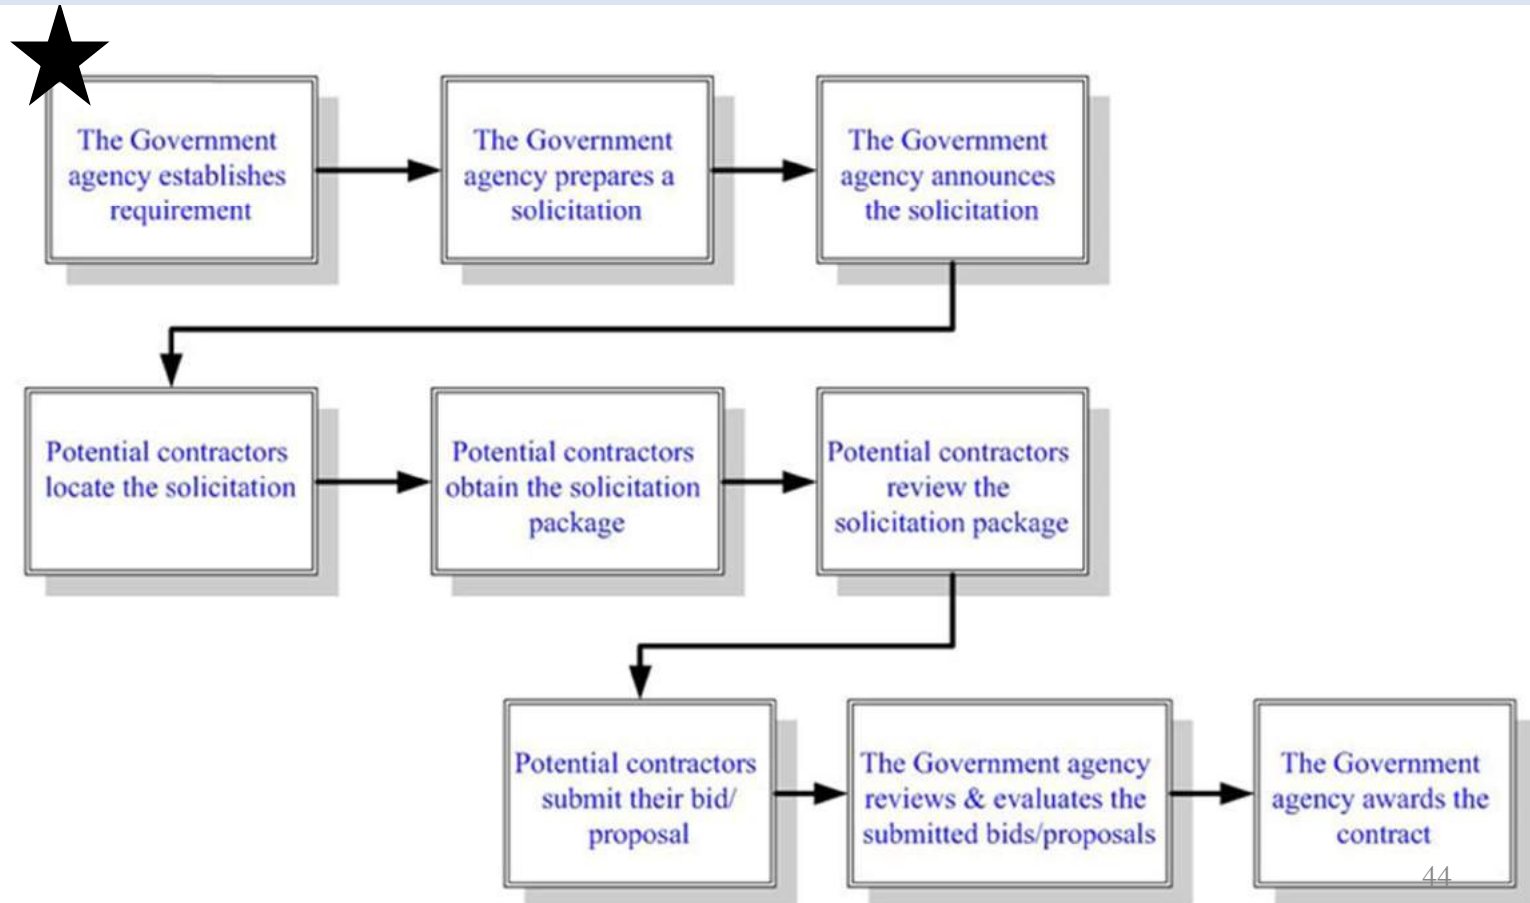 The Government
agency establishes
requirement
The Government
agency prepares a
solicitation
The Government
agency announces
the solicitation
Potential contractors
locate the solicitation
Potential contractors
obtain the solicitation
package
Potential contractors
review the
solicitation package
Potential contractors
submit their bid/
proposal
The Government agency
reviews & evaluates the
submitted bids/proposals
The Government
agency awards the
contract
44